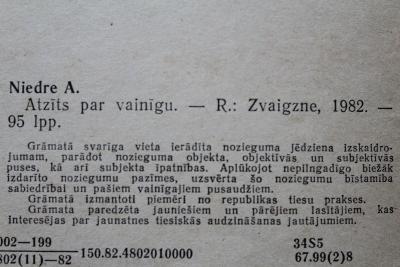 Niedre A.
Atzīts par vainīgu. — R.: Zvaigzne, 1982. —
95 lpp.
Grāmatā svarīga vieta ierādīta nozieguma jēdziena izskaidro-
jumam, parādot nozieguma objekta, objektīvās un subjektīvās
puses, kā arī subjekta īpatnības. Aplūkojot nepilngadīgo biežāk
izdarīto noziegumu pazīmes, uzsvērta šo noziegumu bīstamība
sabiedrībai un pašiem vainīgajiem pusaudžiem.
Grāmatā izmantoti piemēri no republikas tiesu prakses.
Grāmata paredzēta jauniešiem un pārējiem lasītājiem, kas
interesējas par jaunatnes tiesiskās audzināšanas jautājumiem.
002—199
802(11)—82
150.82.4802010000
34S5
67.99(2)8